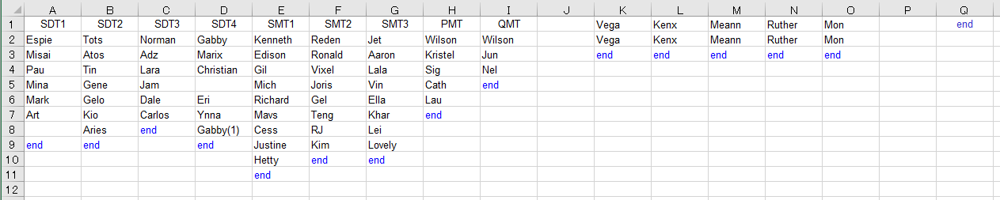 A B C D E F G H I J K L M N O P Q
1 SDT1 SDT2 SDT3 SDT4 SMT1 SMT2 SMT3 PMT QMT Vega Kenx Meann Ruther Mon end
2 Espie Tots Norman Gabby Kenneth Reden Jet Wilson Wilson Vega Kenx Meann Ruther Mon
3 Misai Atos Adz Marix Edison Ronald Aaron Kristel Jun end end end end end
4 Pau Tin Lara Christian Gil Vixel Lala Sig Nel
5 Mina Gene Jam Mich Joris Vin Cath end
6 Mark Gelo Dale Eri Richard Gel Ella Lau
7 Art Kio Carlos Ynna Mavs Teng Khar end
8 Aries end Gabby(1) Cess RJ Lei
9 end end end Justine Kim Lovely
10 Hetty end end
11 end
12